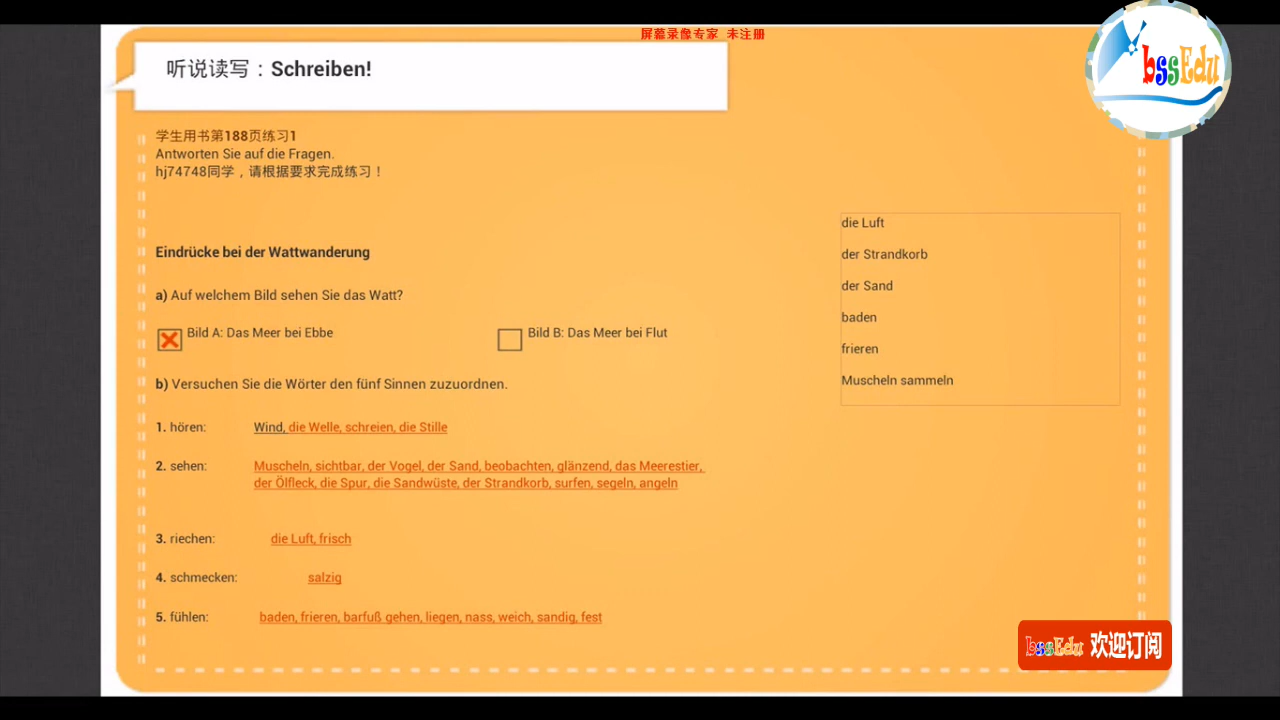 屏幕录像专家 未注册
bssEdu
听说读写：Schreiben!
学生用书第188页练习1
Antworten Sie auf die Fragen.
hj74748同学，请根据要求完成练习！
Eindrücke bei der Wattwanderung
a) Auf welchem Bild sehen Sie das Watt?
Bild A: Das Meer bei Ebbe
Bild B: Das Meer bei Flut
b) Versuchen Sie die Wörter den fünf Sinnen zuzuordnen.
1. hören: Wind, die Welle, schreien, die Stille
2. sehen: Muscheln, sichtbar, der Vogel, der Sand, beobachten, glänzend, das Meerestier,
der Ölfleck, die Spur, die Sandwüste, der Strandkorb, surfen, segeln, angeln
3. riechen: die Luft, frisch
4. schmecken: salzig
5. fühlen: baden, frieren, barfuß gehen, liegen, nass, weich, sandig, fest
die Luft
der Strandkorb
der Sand
baden
frieren
Muscheln sammeln
bssEdu 欢迎订阅